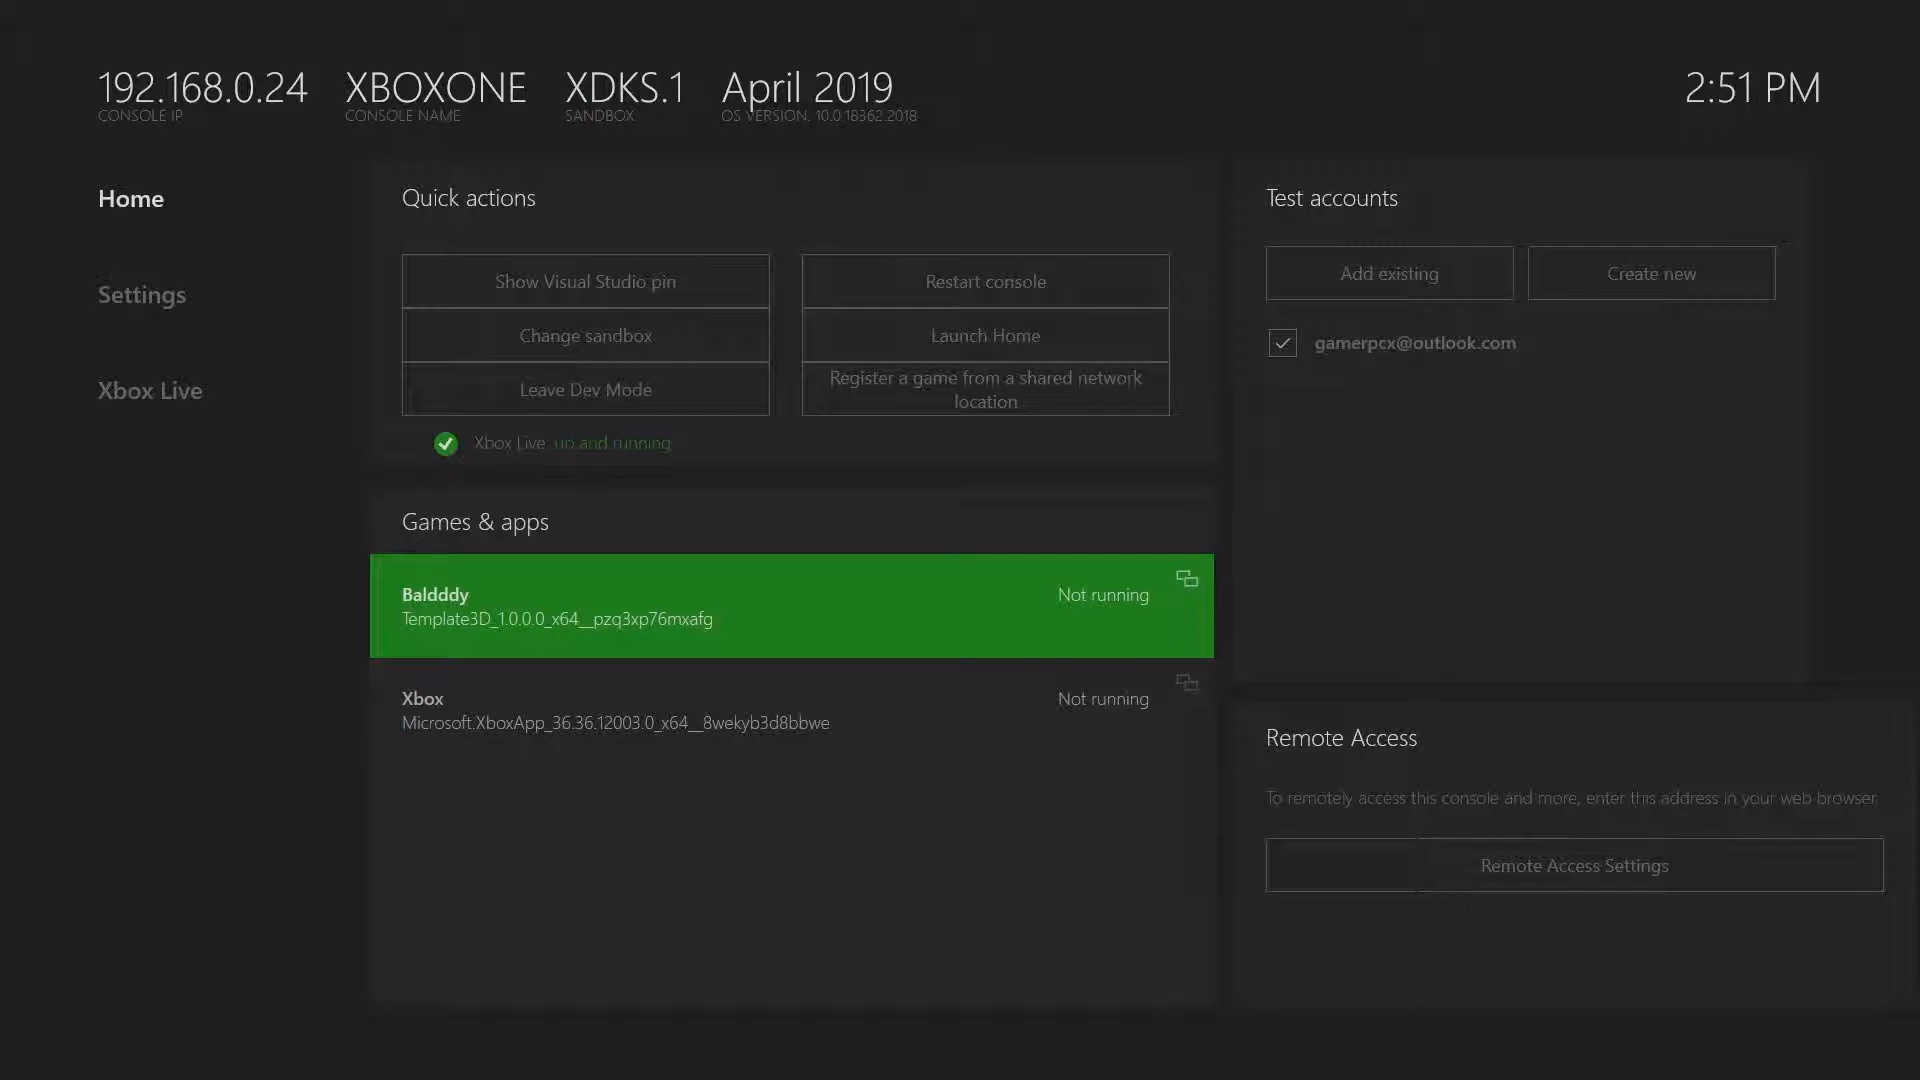 192.168.0.24
CONSOLE IP
XBOXONE
CONSOLE NAME
XDKS.1
SANDBOX
April 2019
OS VERSION: 10.0.18362.2018
2:51 PM
Home
Settings
Xbox Live
Quick actions
Show Visual Studio pin
Change sandbox
Leave Dev Mode
Restart console
Launch Home
Register a game from a shared network
location
Xbox Live: up and running
Games & apps
Baldddy
Template3D_1.0.0.0_x64__pzq3xp76mxafg
Not running
Xbox
Microsoft.XboxApp_36.36.12003.0_x64__8wekyb3d8bbwe
Not running
Test accounts
Add existing
Create new
gamerpcx@outlook.com
Remote Access
To remotely access this console and more, enter this address in your web browser.
Remote Access Settings